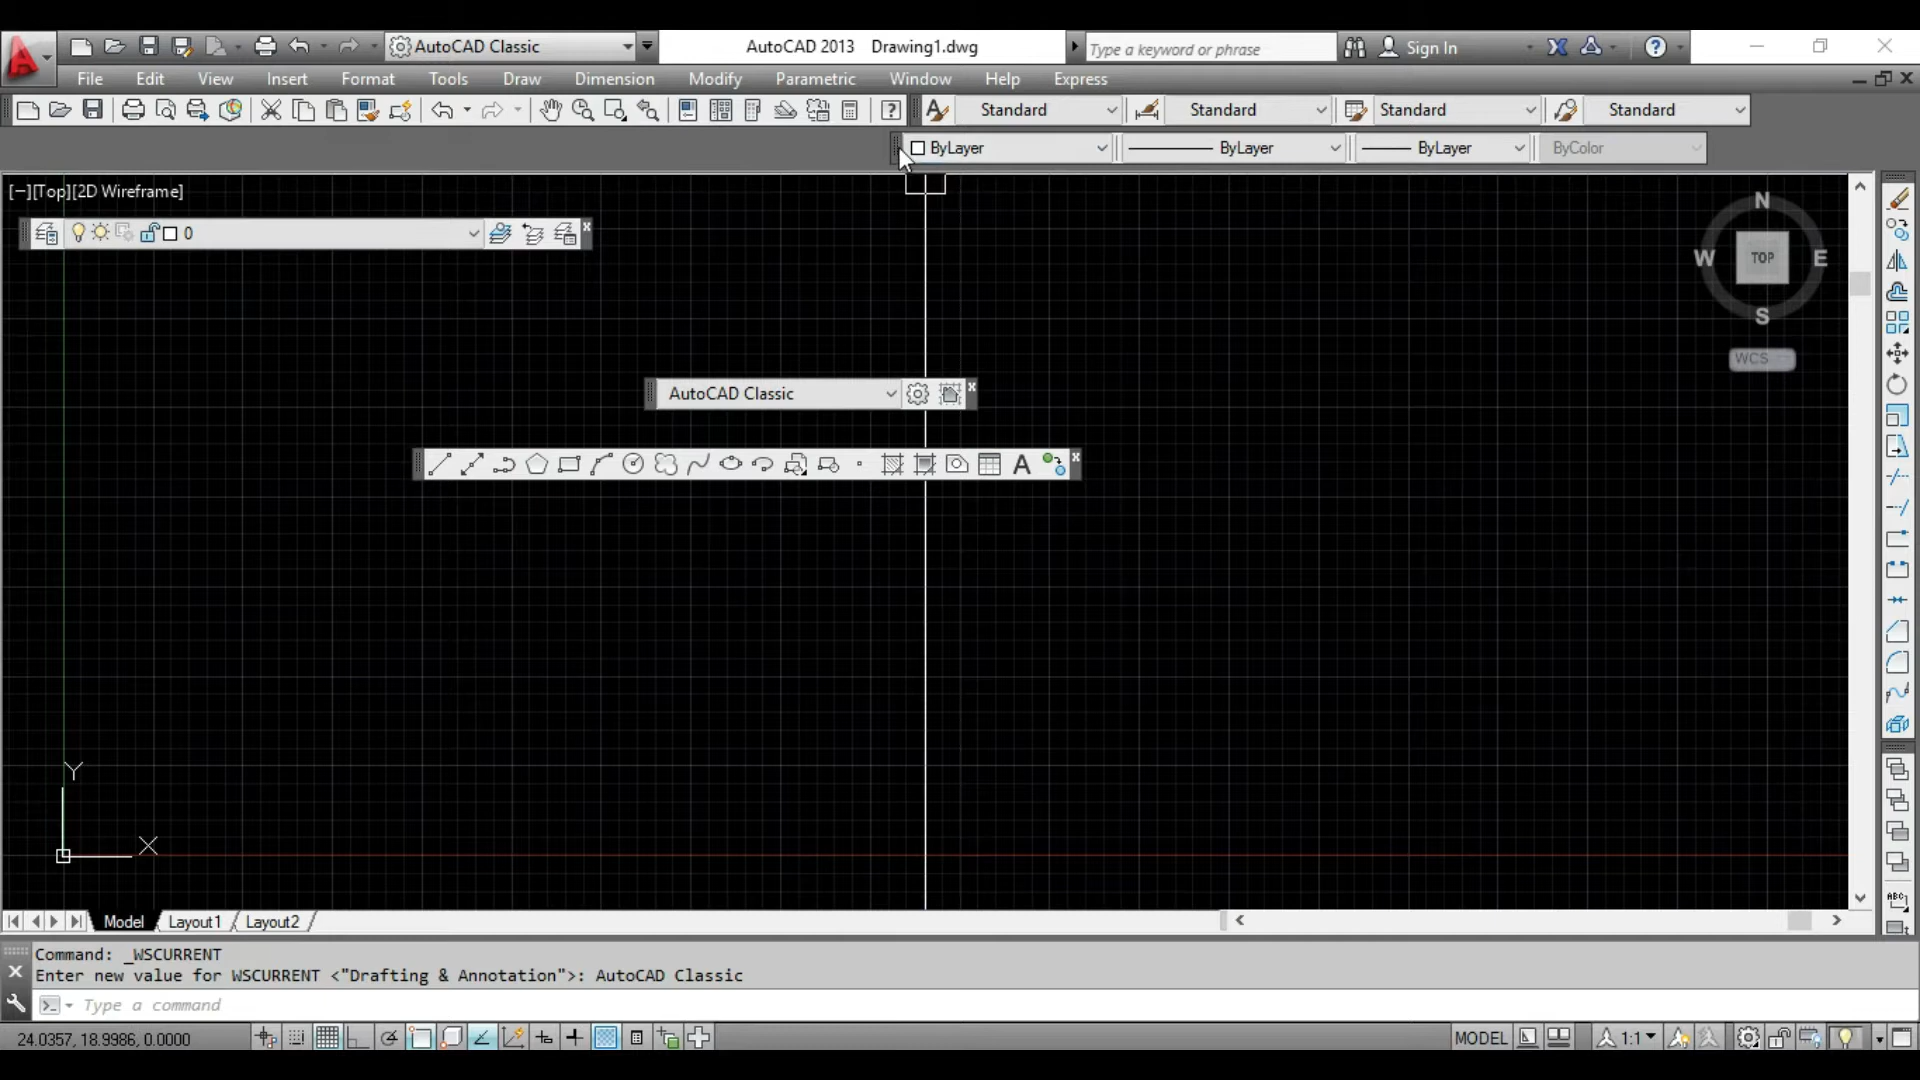 AutoCAD Classic
AutoCAD 2013 Drawing1.dwg
Type a keyword or phrase
Sign In
File Edit View Insert Format Tools Draw Dimension Modify Parametric Window Help Express
Standard Standard Standard Standard
ByLayer ByLayer ByLayer ByColor
[−][Top][2D Wireframe]
0
N
W TOP E
S
WCS
AutoCAD Classic
A
Y
X
ABC
Model Layout1 Layout2
Command: _WSCURRENT
Enter new value for WSCURRENT <"Drafting & Annotation">: AutoCAD Classic
Type a command
24.0357, 18.9986, 0.0000
MODEL
1:1